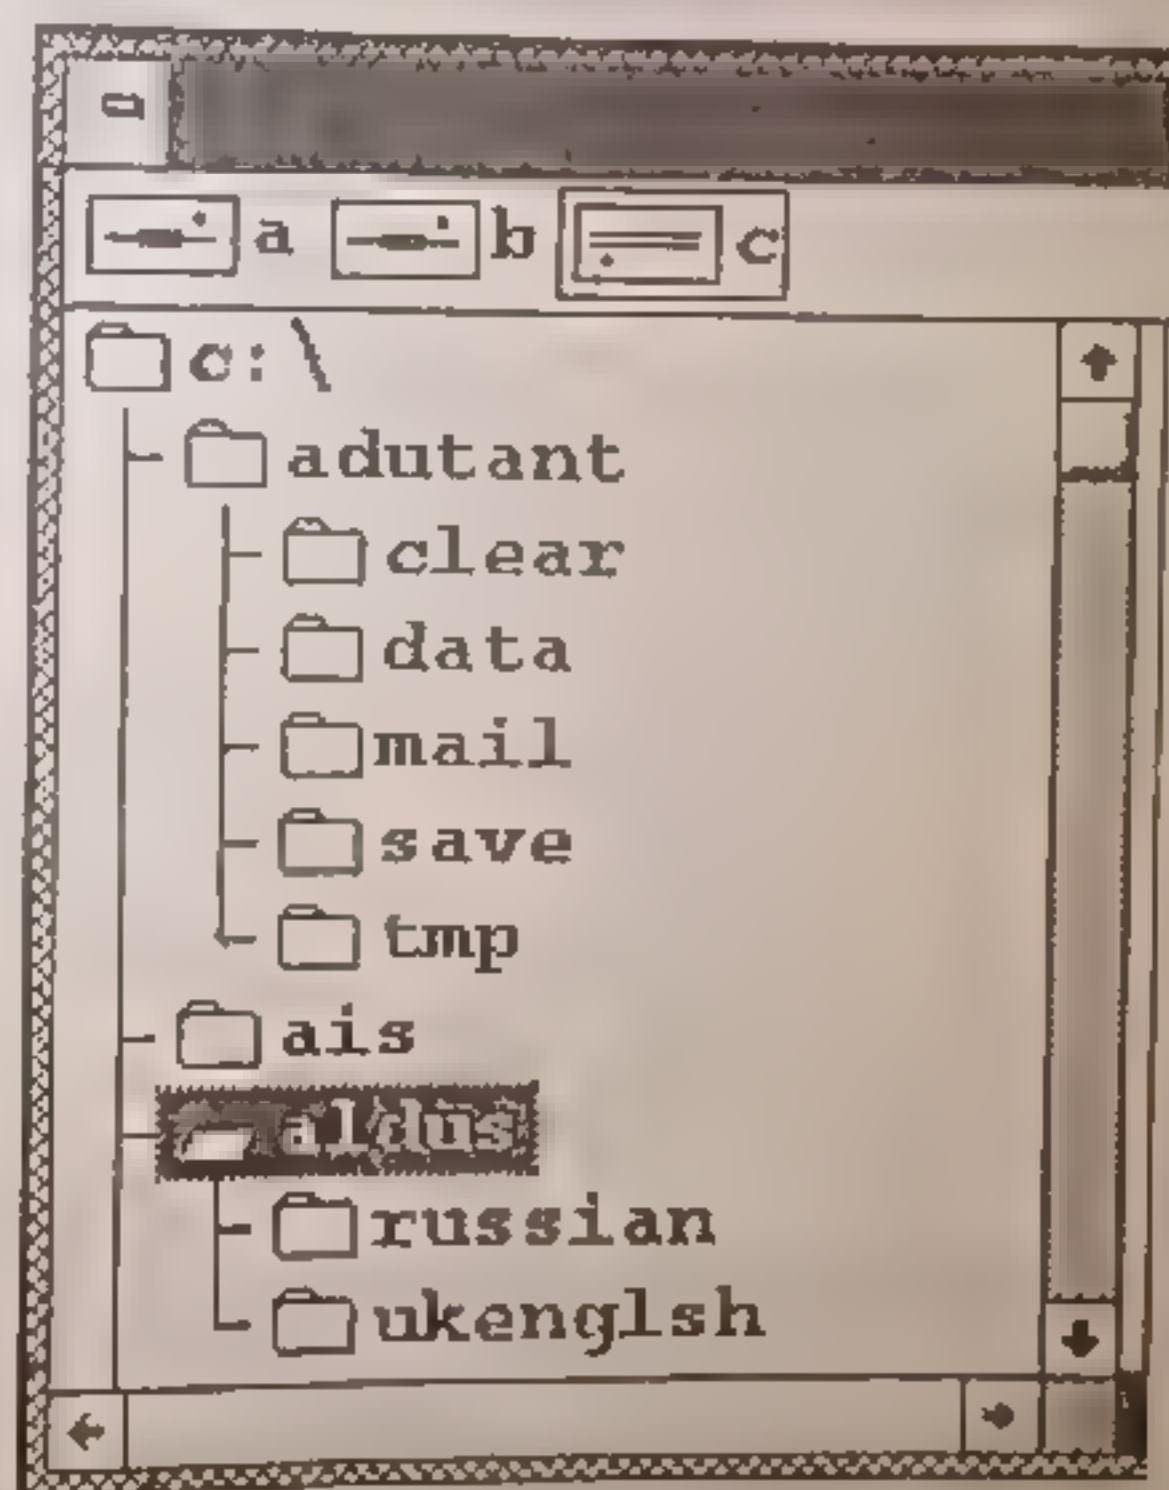 a b c
c:\
adutant
clear
data
mail
save
tmp
ais
aldus
russian
ukenglsh